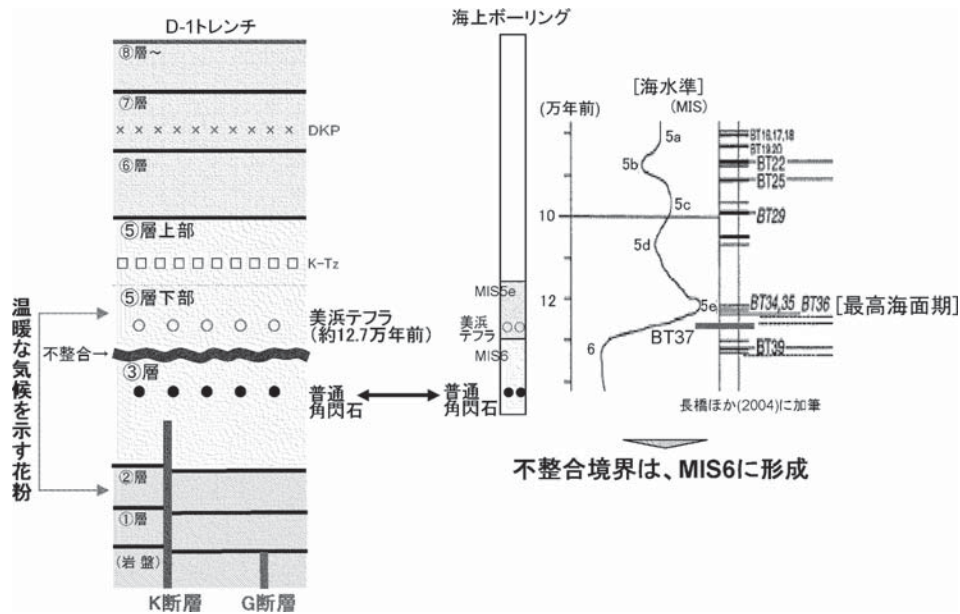 D-1トレンチ
⑧層～
⑦層
DKP
⑥層
⑤層上部
K-Tz
⑤層下部
美浜テフラ
(約12.7万年前)
不整合→
③層
普通
角閃石
②層
①層
(岩盤)
K断層
G断層
温暖な気候を示す花粉
海上ボーリング
MIS5e
美浜
テフラ
MIS6
普通
角閃石
[海水準]
(MIS)
(万年前)
5a
5b
5c
10
5d
12
5e
6
BT16,17,18
BT19,20
BT22
BT25
BT29
BT34,35
BT36
[最高海面期]
BT37
BT39
長橋ほか(2004)に加筆
不整合境界は、MIS6に形成